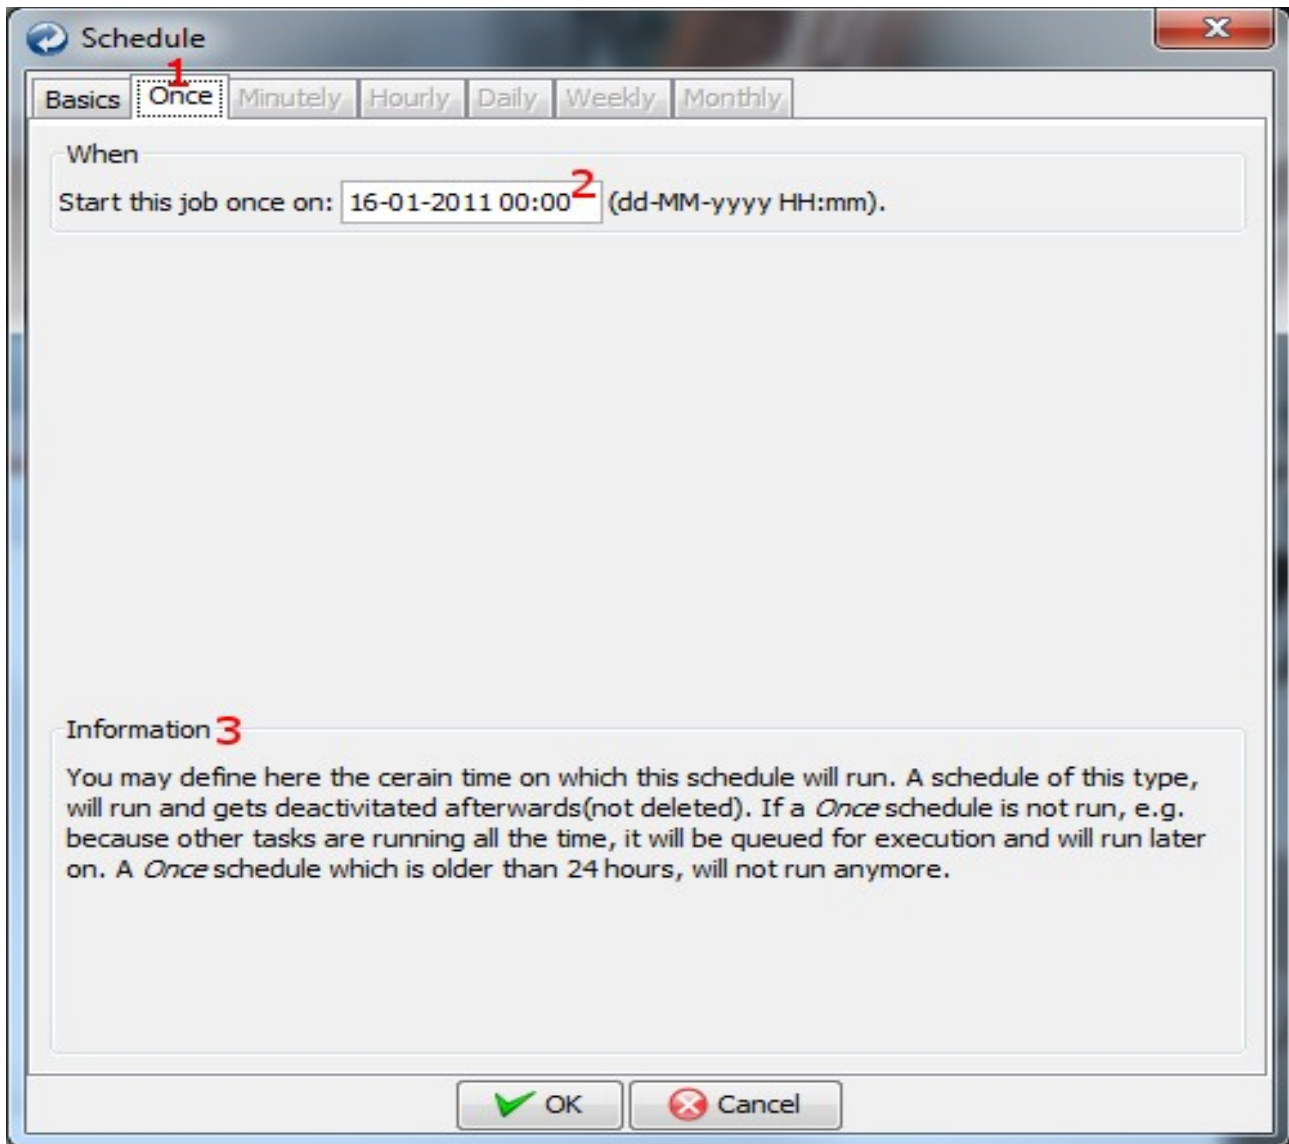 Schedule
1
Basics Once Minutely Hourly Daily Weekly Monthly
When
Start this job once on: 16-01-2011 00:00 2 (dd-MM-yyyy HH:mm).
Information 3
You may define here the cerain time on which this schedule will run. A schedule of this type,
will run and gets deactivitated afterwards(not deleted). If a Once schedule is not run, e.g.
because other tasks are running all the time, it will be queued for execution and will run later
on. A Once schedule which is older than 24 hours, will not run anymore.
OK Cancel